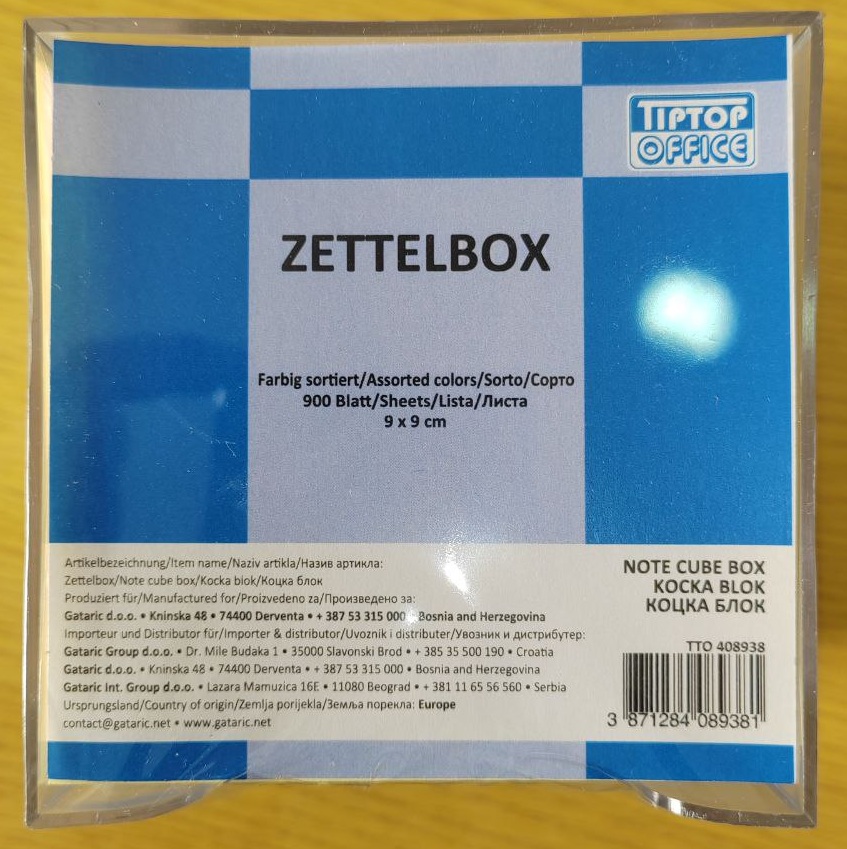 TIPTOP
OFFICE
ZETTELBOX
Farbig sortiert/Assorted colors/Sorto/Сорто
900 Blatt/Sheets/Lista/Листа
9 x 9 cm
Artikelbezeichnung/Item name/Naziv artikla/Назив артикла:
Zettelbox/Note cube box/Kocka blok/Коцка блок
Produziert für/Manufactured for/Proizvedeno za/Произведено за:
Gataric d.o.o. • Kninska 48 • 74400 Derventa • + 387 53 315 000 • Bosnia and Herzegovina
Importeur und Distributor für/Importer & distributor/Uvoznik i distributer/Увозник и дистрибутер:
Gataric Group d.o.o. • Dr. Mile Budaka 1 • 35000 Slavonski Brod • + 385 35 500 190 • Croatia
Gataric d.o.o. • Kninska 48 • 74400 Derventa • + 387 53 315 000 • Bosnia and Herzegovina
Gataric Int. Group d.o.o. • Lazara Mamuzica 16E • 11080 Beograd • + 381 11 65 56 560 • Serbia
Ursprungsland/Country of origin/Zemlja porijekla/Земља порекла: Europe
contact@gataric.net • www.gataric.net
NOTE CUBE BOX
KOCKA BLOK
КОЦКА БЛОК
TTO 408938
3 871284 089381